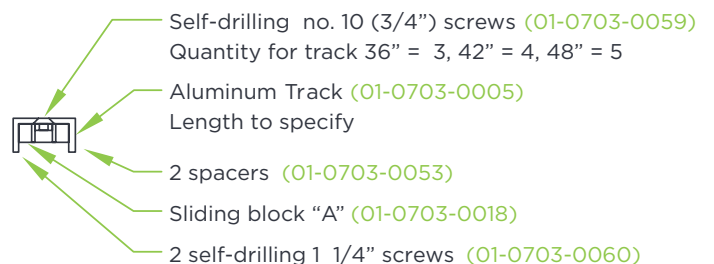 Self-drilling no. 10 (3/4”) screws (01-0703-0059)
Quantity for track 36” = 3, 42” = 4, 48” = 5
Aluminum Track (01-0703-0005)
Length to specify
2 spacers (01-0703-0053)
Sliding block “A” (01-0703-0018)
2 self-drilling 1 1/4” screws (01-0703-0060)